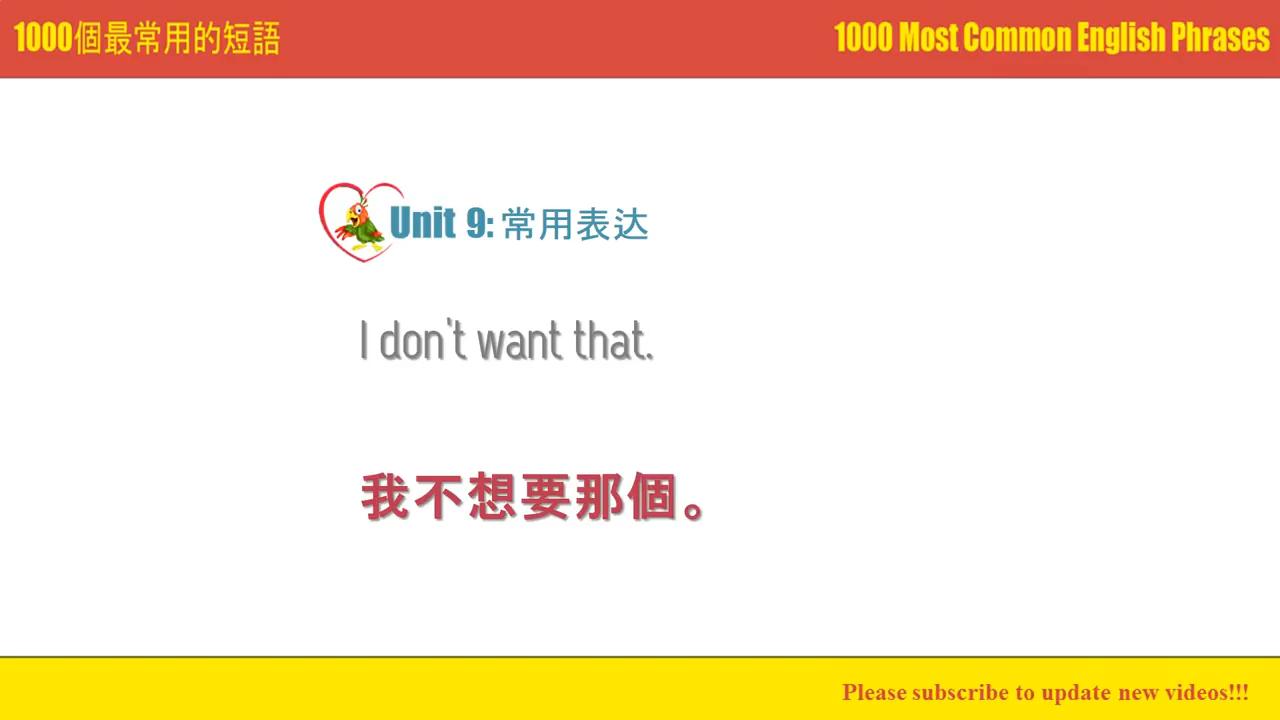 1000個最常用的短語
1000 Most Common English Phrases
Unit 9: 常用表达
I don't want that.
我不想要那個。
Please subscribe to update new videos!!!